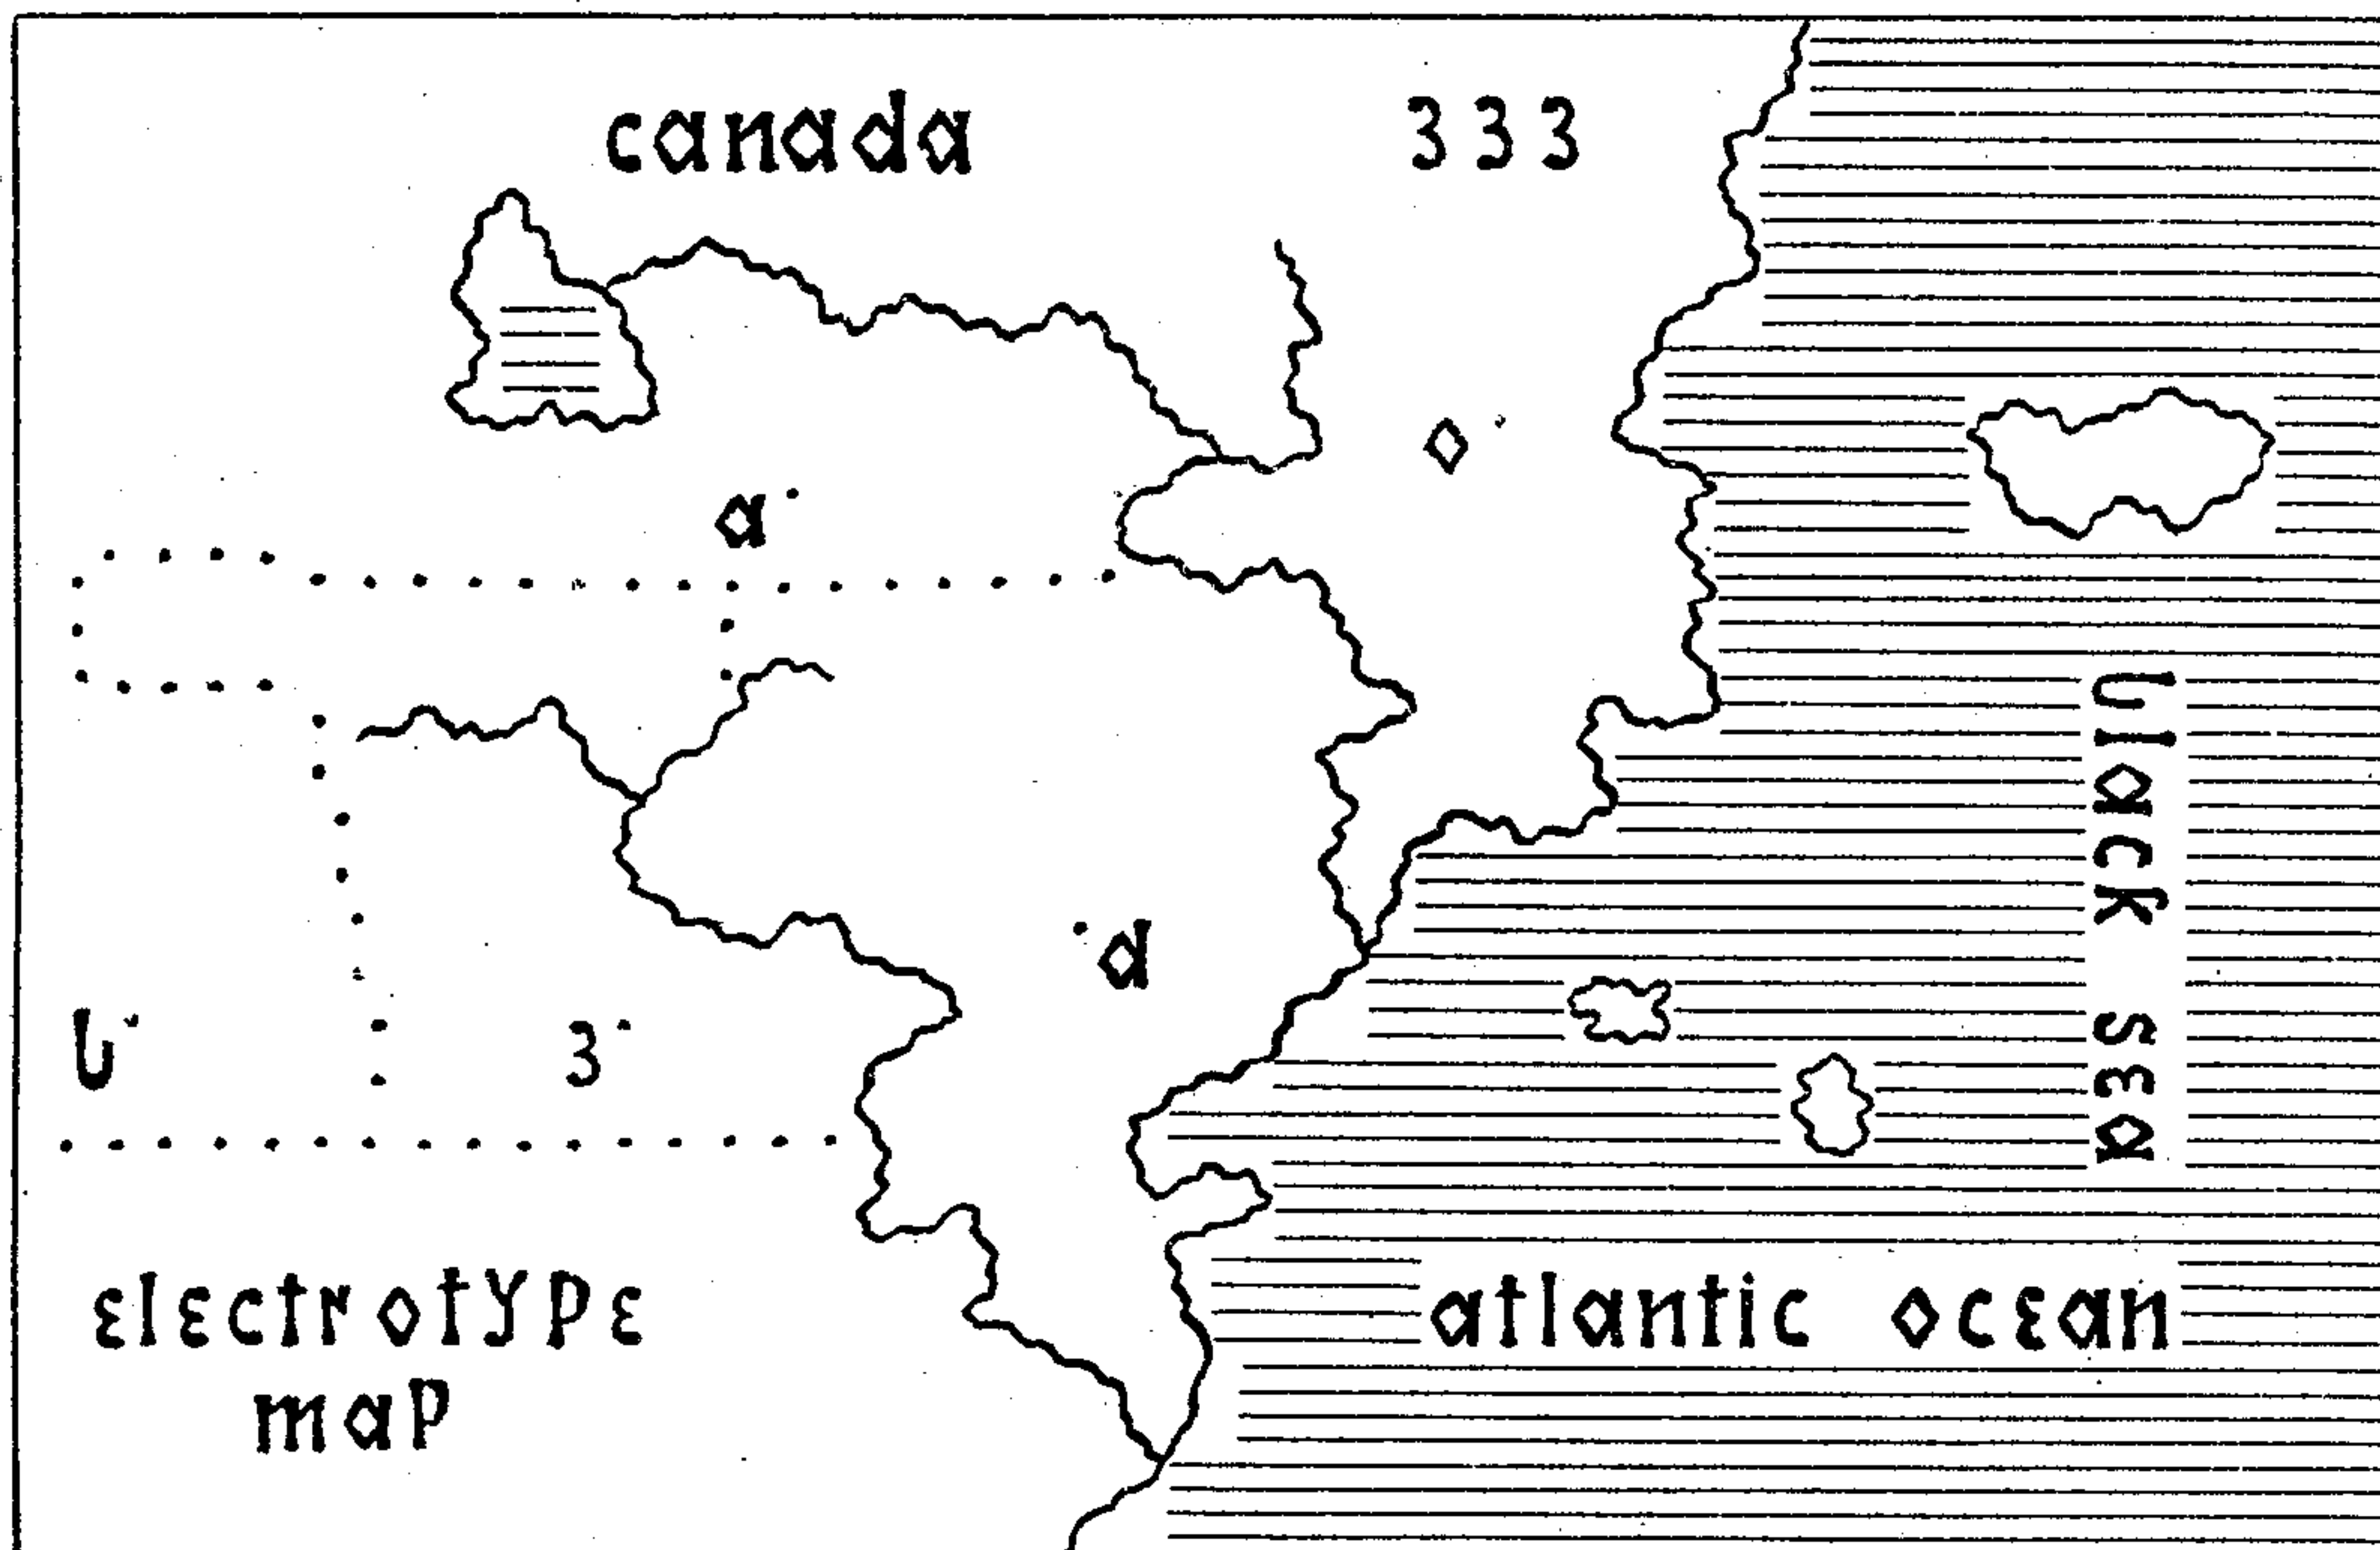 canada
333
o
a
black sea
d
b
3
electrotype
map
atlantic ocean